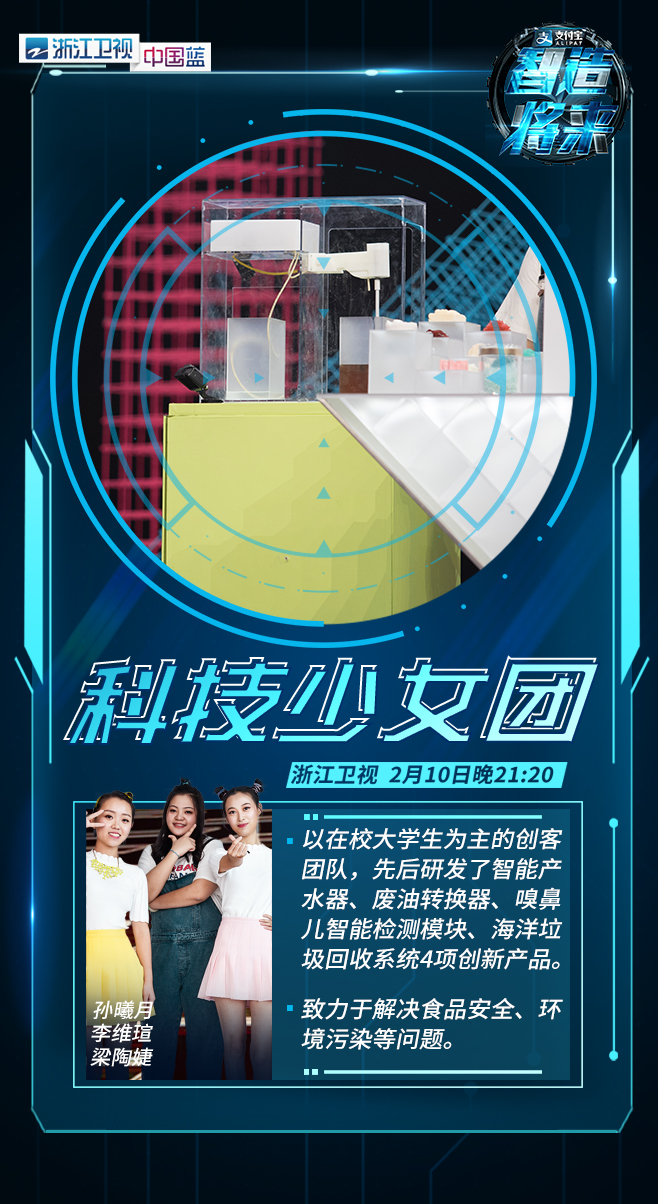 浙江卫视 中国蓝
支付宝
ALIPAY
智造
将来
科技少女团
浙江卫视 2月10日晚21:20
以在校大学生为主的创客
团队，先后研发了智能产
水器、废油转换器、嗅鼻
儿智能检测模块、海洋垃
圾回收系统4项创新产品。
致力于解决食品安全、环
境污染等问题。
孙曦月
李维瑄
梁陶婕